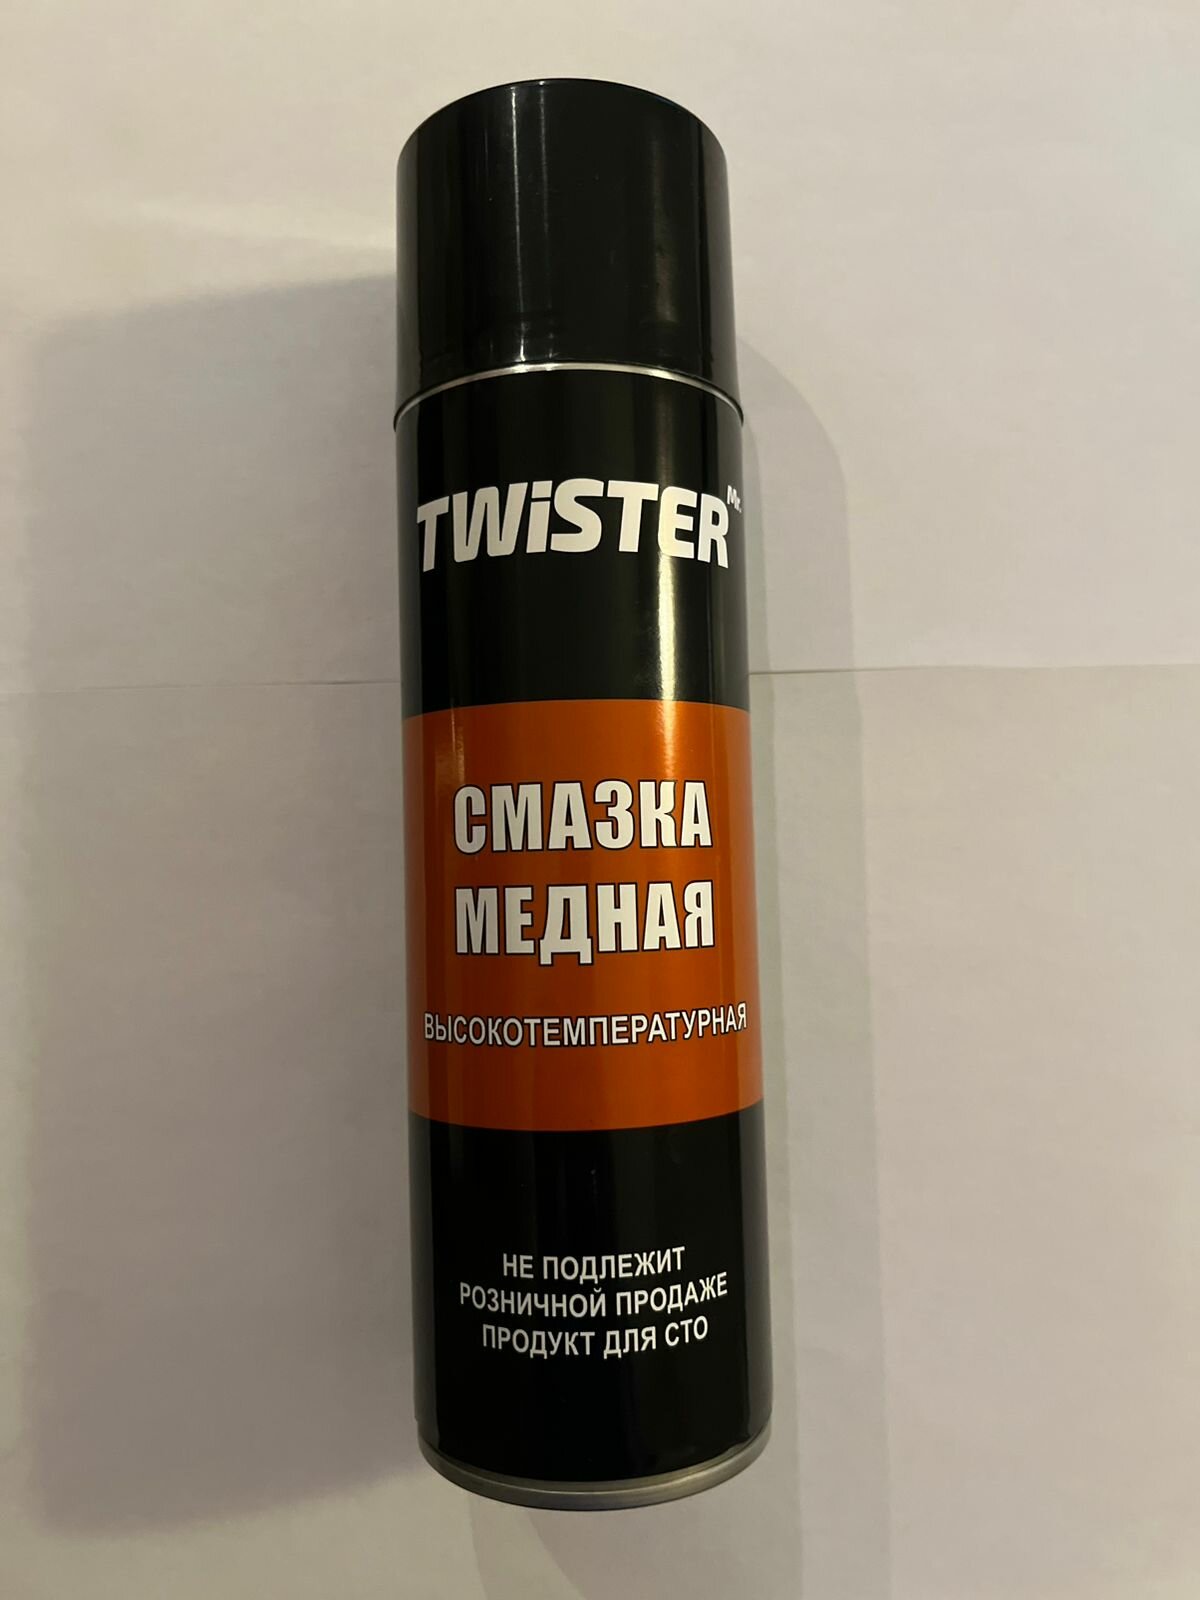 TWiSTER Mr.
СМАЗКА
МЕДНАЯ
ВЫСОКОТЕМПЕРАТУРНАЯ
НЕ ПОДЛЕЖИТ
РОЗНИЧНОЙ ПРОДАЖЕ
ПРОДУКТ ДЛЯ СТО